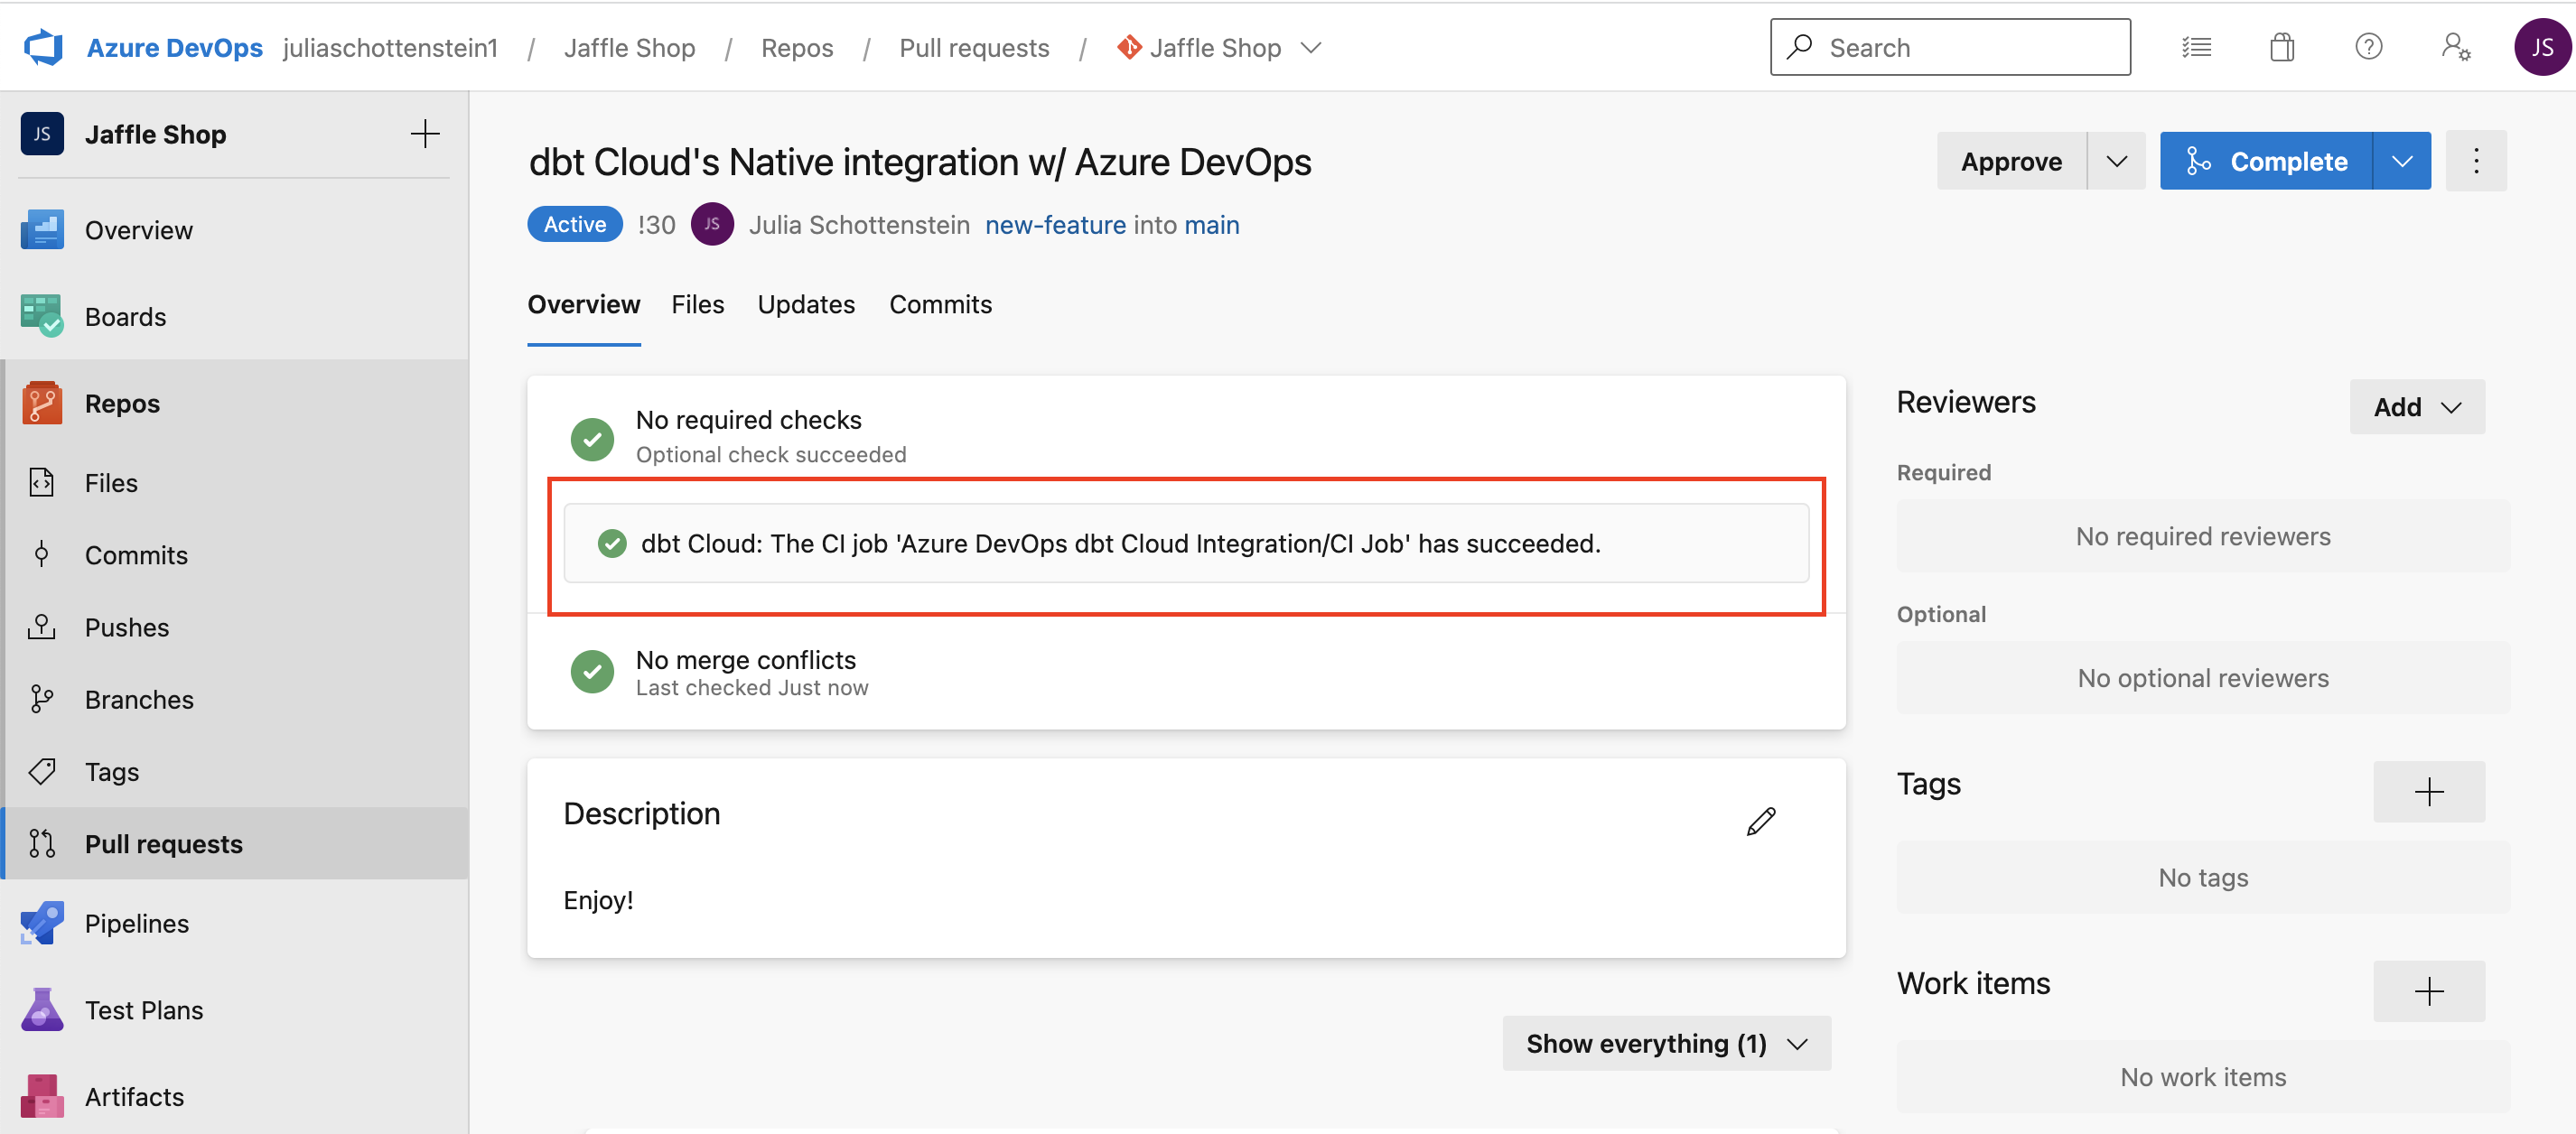 Azure DevOps juliaschottenstein1 / Jaffle Shop / Repos / Pull requests / Jaffle Shop
Search
JS
JS Jaffle Shop
Overview
Boards
Repos
Files
Commits
Pushes
Branches
Tags
Pull requests
Pipelines
Test Plans
Artifacts
dbt Cloud's Native integration w/ Azure DevOps
Approve
Complete
Active !30 JS Julia Schottenstein new-feature into main
Overview Files Updates Commits
No required checks
Optional check succeeded
dbt Cloud: The CI job 'Azure DevOps dbt Cloud Integration/CI Job' has succeeded.
No merge conflicts
Last checked Just now
Description
Enjoy!
Show everything (1)
Reviewers
Add
Required
No required reviewers
Optional
No optional reviewers
Tags
No tags
Work items
No work items